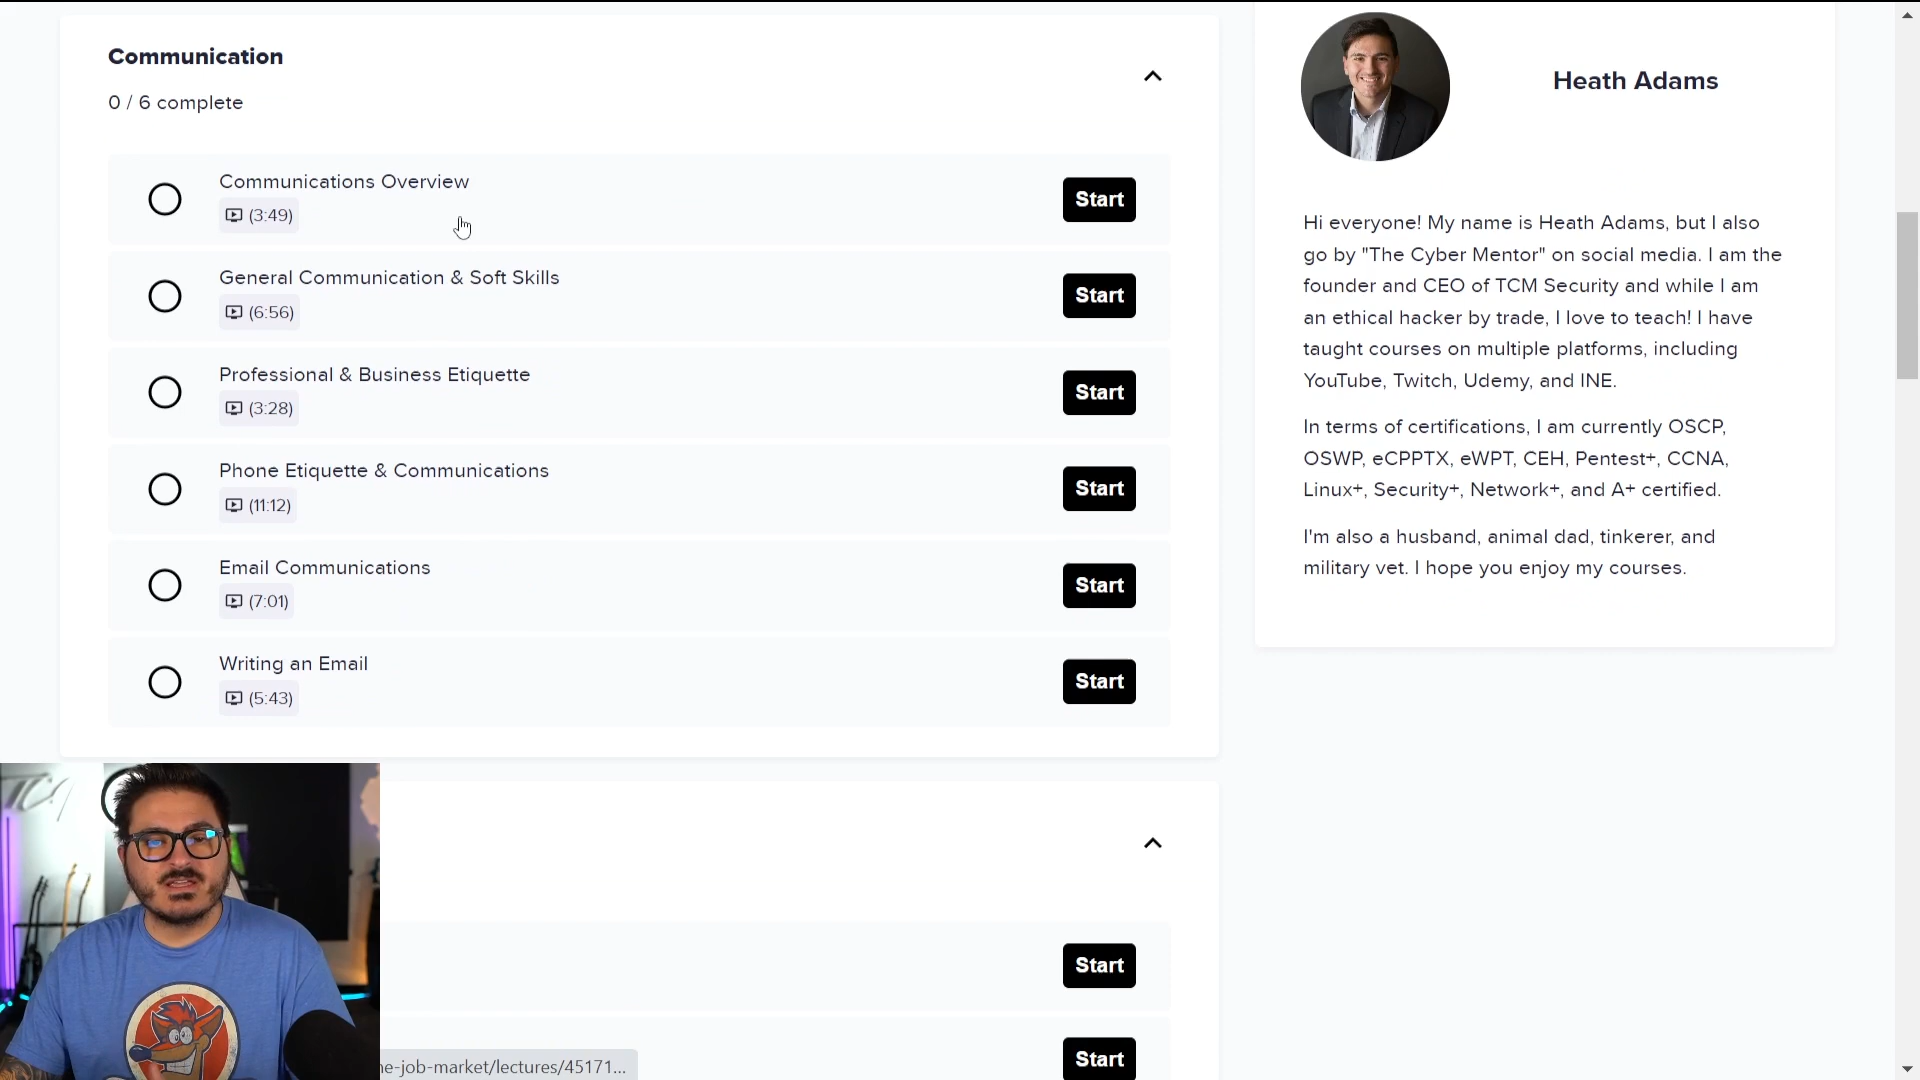 Communication
0 / 6 complete
Communications Overview
(3:49)
Start
General Communication & Soft Skills
(6:56)
Start
Professional & Business Etiquette
(3:28)
Start
Phone Etiquette & Communications
(11:12)
Start
Email Communications
(7:01)
Start
Writing an Email
(5:43)
Start
Start
Start
he-job-market/lectures/45171...
Heath Adams
Hi everyone! My name is Heath Adams, but I also
go by "The Cyber Mentor" on social media. I am the
founder and CEO of TCM Security and while I am
an ethical hacker by trade, I love to teach! I have
taught courses on multiple platforms, including
YouTube, Twitch, Udemy, and INE.
In terms of certifications, I am currently OSCP,
OSWP, eCPPTX, eWPT, CEH, Pentest+, CCNA,
Linux+, Security+, Network+, and A+ certified.
I'm also a husband, animal dad, tinkerer, and
military vet. I hope you enjoy my courses.